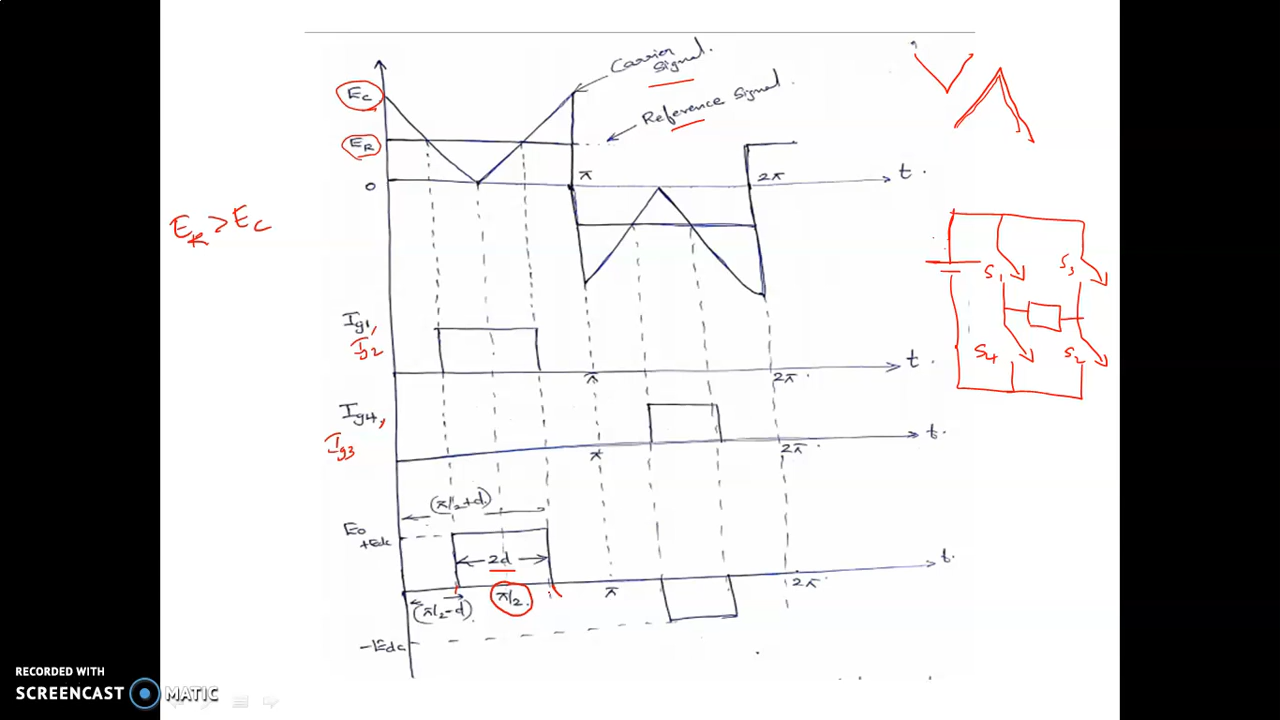 Carrier
Signal.
Ec
Reference Signal.
ER
0
π
2π
t.
ER > Ec
S1
S3
S4
S2
Ig1,
Ig2
π
2π.
t.
Ig4,
Ig3
π
2π.
t.
(π/2+d).
E0
+Edc
2d
(π/2-d).
π/2.
π
2π.
t.
-Edc
RECORDED WITH
SCREENCAST MATIC